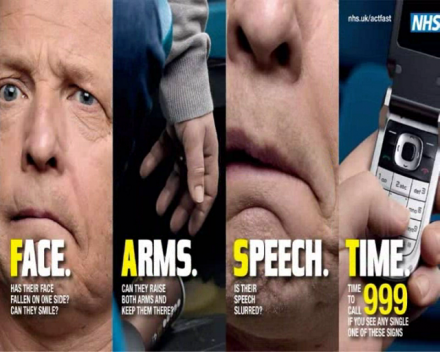 nhs.uk/actfast
NHS
FACE.
HAS THEIR FACE
FALLEN ON ONE SIDE?
CAN THEY SMILE?
ARMS.
CAN THEY RAISE
BOTH ARMS AND
KEEP THEM THERE?
SPEECH.
IS THEIR
SPEECH
SLURRED?
TIME.
TIME
TO
CALL 999
IF YOU SEE ANY SINGLE
ONE OF THESE SIGNS